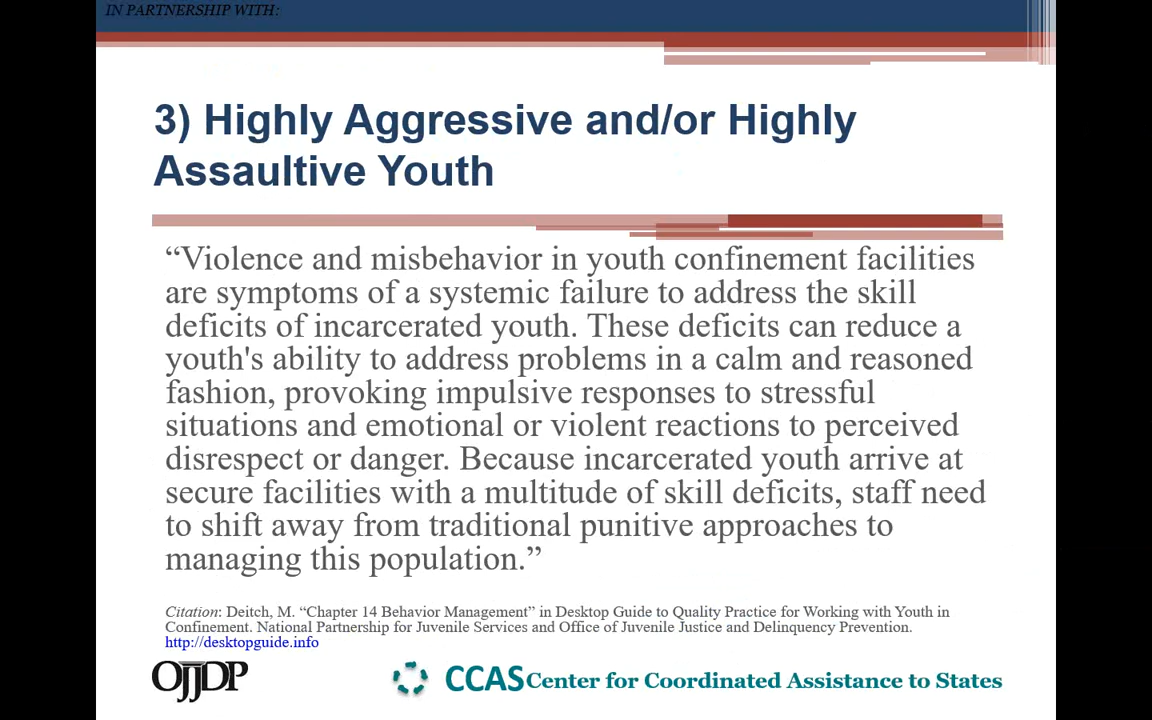 IN PARTNERSHIP WITH:
3) Highly Aggressive and/or Highly
Assaultive Youth
“Violence and misbehavior in youth confinement facilities
are symptoms of a systemic failure to address the skill
deficits of incarcerated youth. These deficits can reduce a
youth's ability to address problems in a calm and reasoned
fashion, provoking impulsive responses to stressful
situations and emotional or violent reactions to perceived
disrespect or danger. Because incarcerated youth arrive at
secure facilities with a multitude of skill deficits, staff need
to shift away from traditional punitive approaches to
managing this population.”
Citation: Deitch, M. “Chapter 14 Behavior Management” in Desktop Guide to Quality Practice for Working with Youth in
Confinement. National Partnership for Juvenile Services and Office of Juvenile Justice and Delinquency Prevention.
http://desktopguide.info
OJJDP
CCAS Center for Coordinated Assistance to States